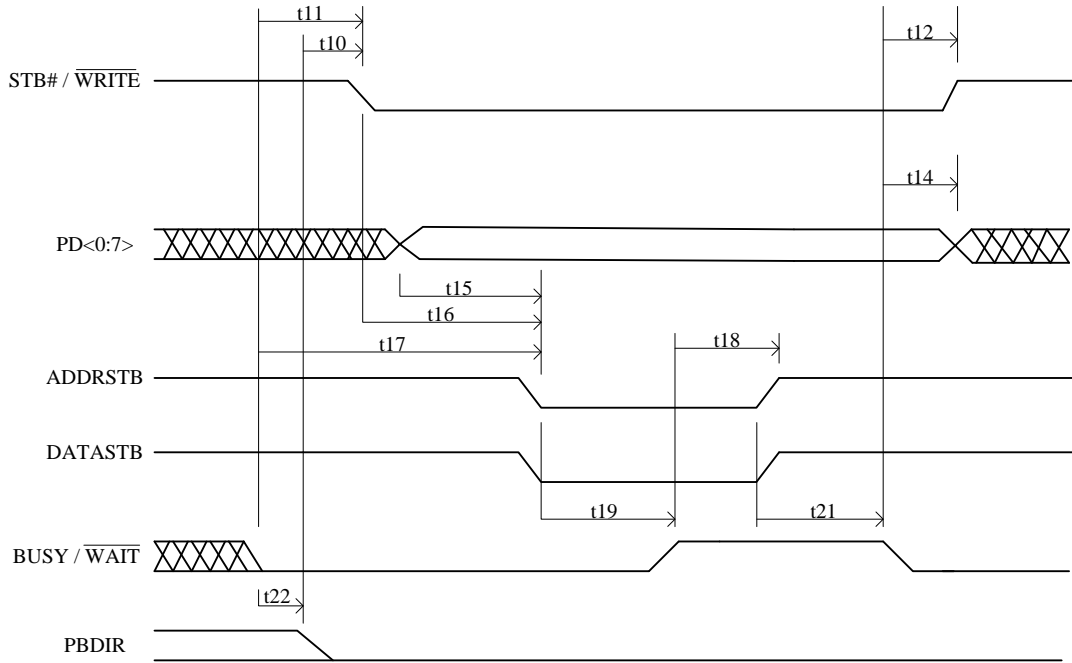 t11
t12
t10
STB# / WRITE
t14
PD<0:7>
t15
t16
t18
t17
ADDRSTB
DATASTB
t19
t21
BUSY / WAIT
t22
PBDIR